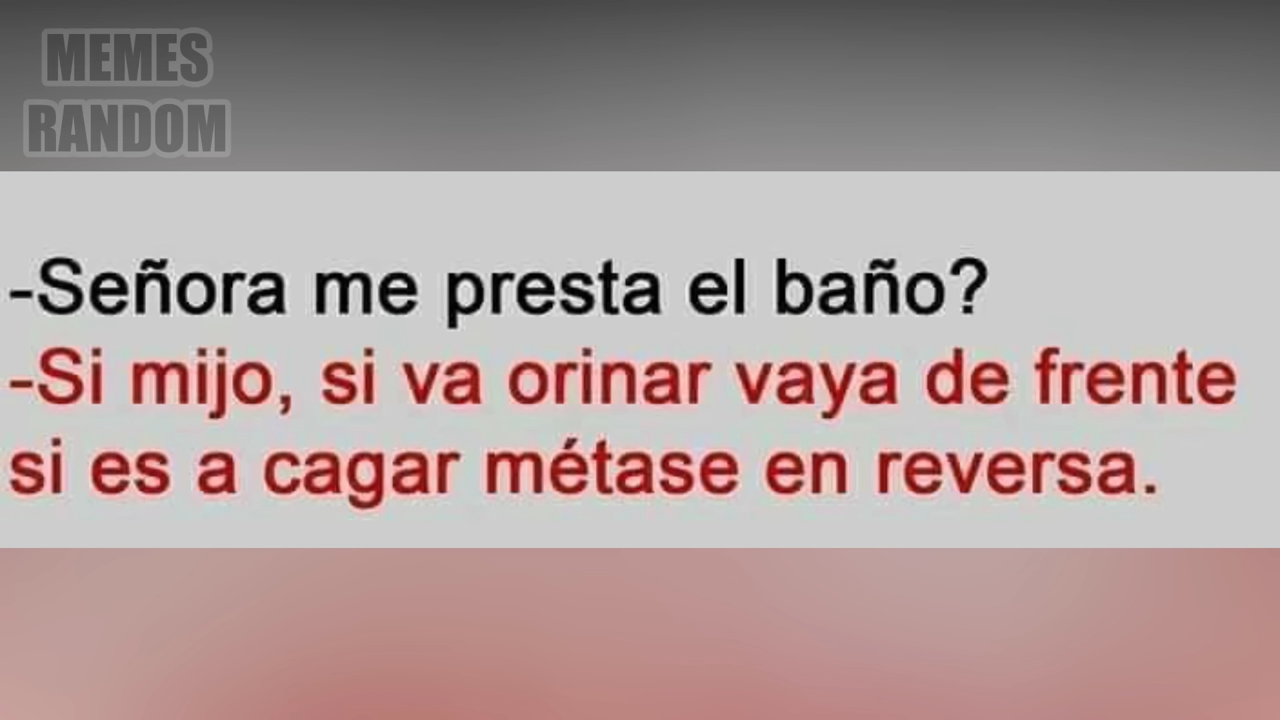 MEMES
RANDOM
-Señora me presta el baño?
-Si mijo, si va orinar vaya de frente
si es a cagar métase en reversa.